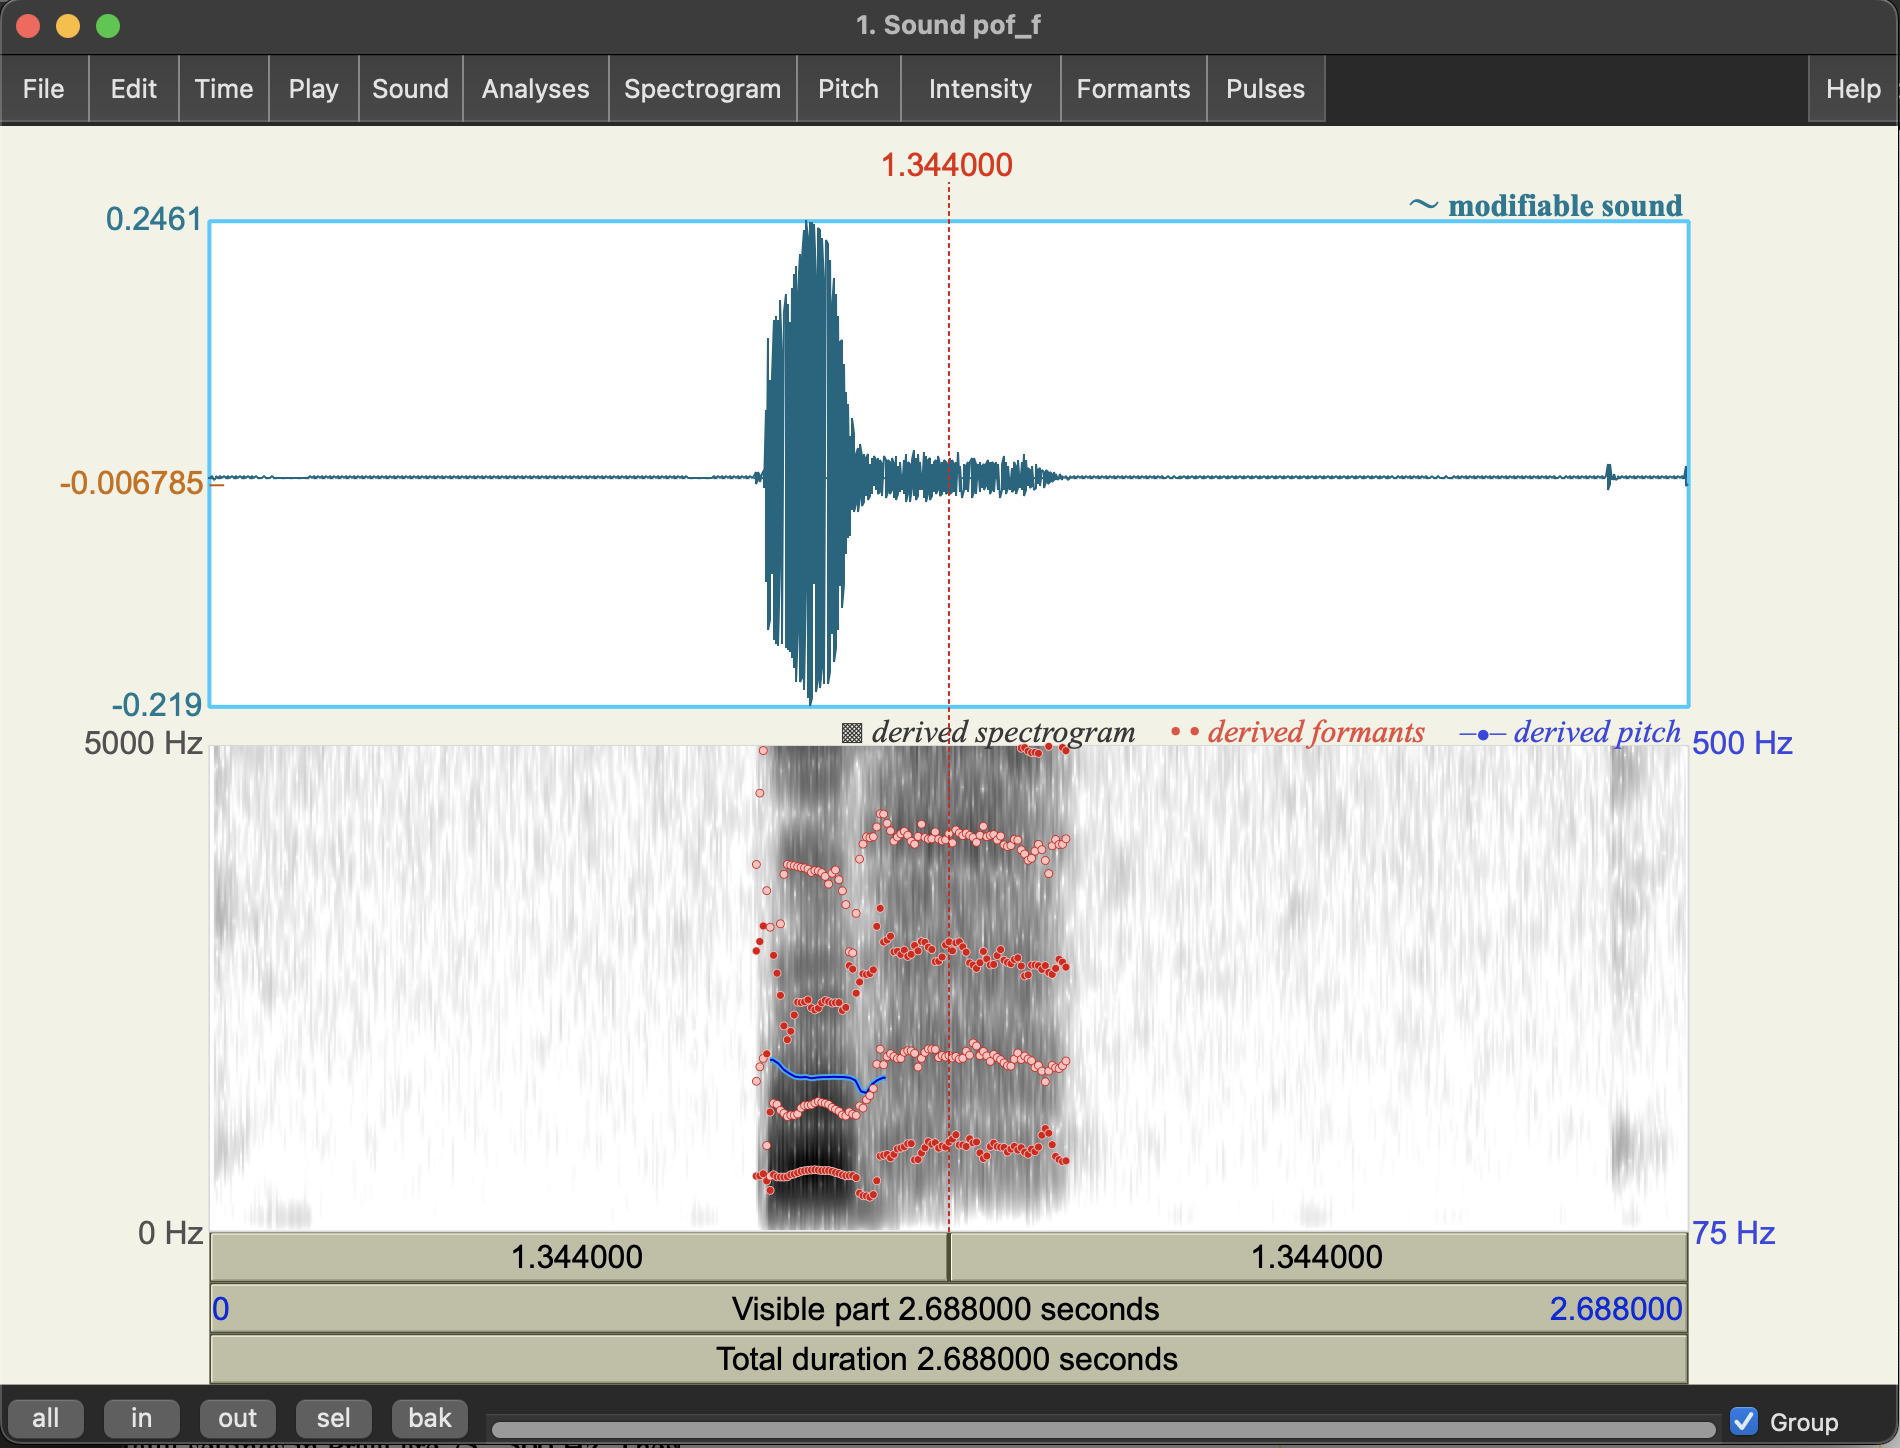 1. Sound pof_f
File Edit Time Play Sound Analyses Spectrogram Pitch Intensity Formants Pulses Help
1.344000
0.2461 ~ modifiable sound
-0.006785
-0.219
derived spectrogram •• derived formants –•– derived pitch
5000 Hz 500 Hz
0 Hz 75 Hz
1.344000 1.344000
0 Visible part 2.688000 seconds 2.688000
Total duration 2.688000 seconds
all in out sel bak Group